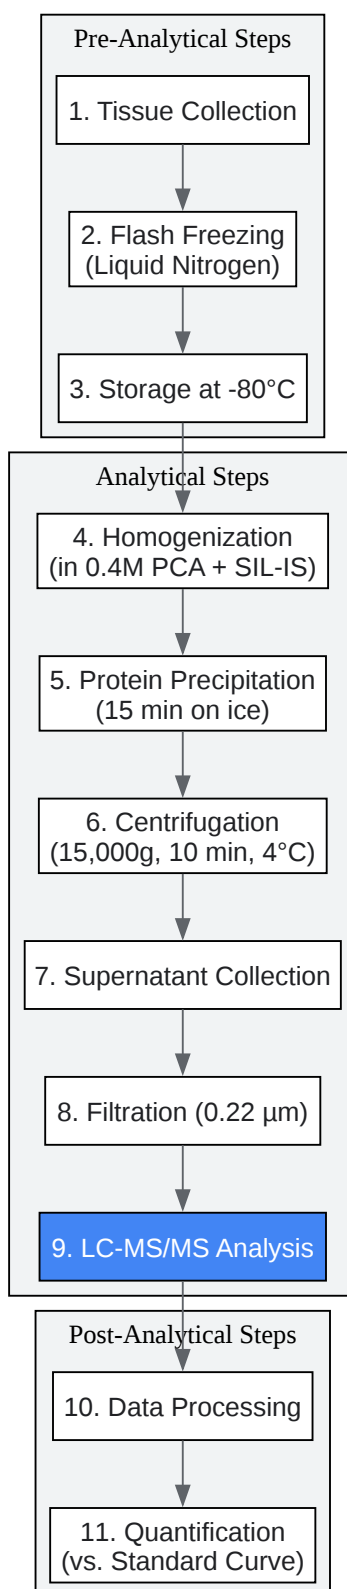 Pre-Analytical Steps
1. Tissue Collection
2. Flash Freezing
(Liquid Nitrogen)
3. Storage at -80°C
Analytical Steps
4. Homogenization
(in 0.4M PCA + SIL-IS)
5. Protein Precipitation
(15 min on ice)
6. Centrifugation
(15,000g, 10 min, 4°C)
7. Supernatant Collection
8. Filtration (0.22 µm)
9. LC-MS/MS Analysis
Post-Analytical Steps
10. Data Processing
11. Quantification
(vs. Standard Curve)